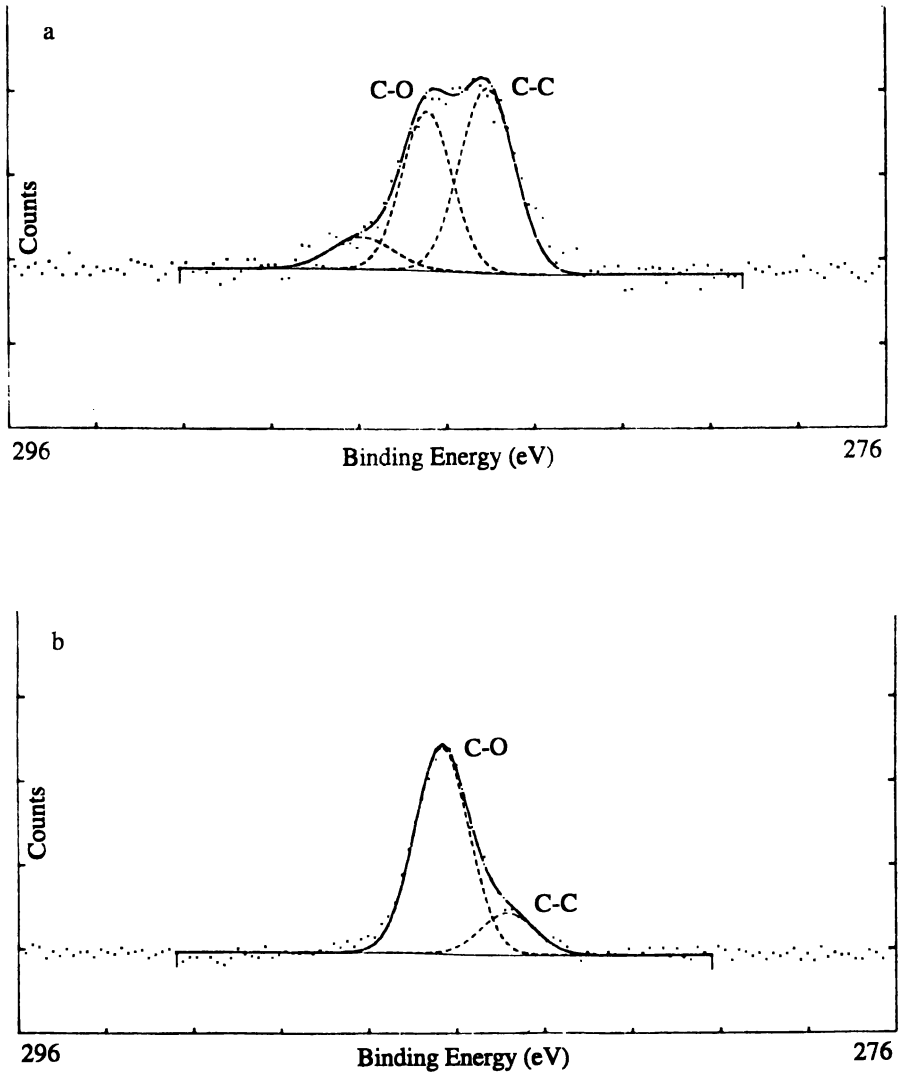 a
C-O
C-C
Counts
296
276
Binding Energy (eV)
b
C-O
C-C
Counts
296
276
Binding Energy (eV)